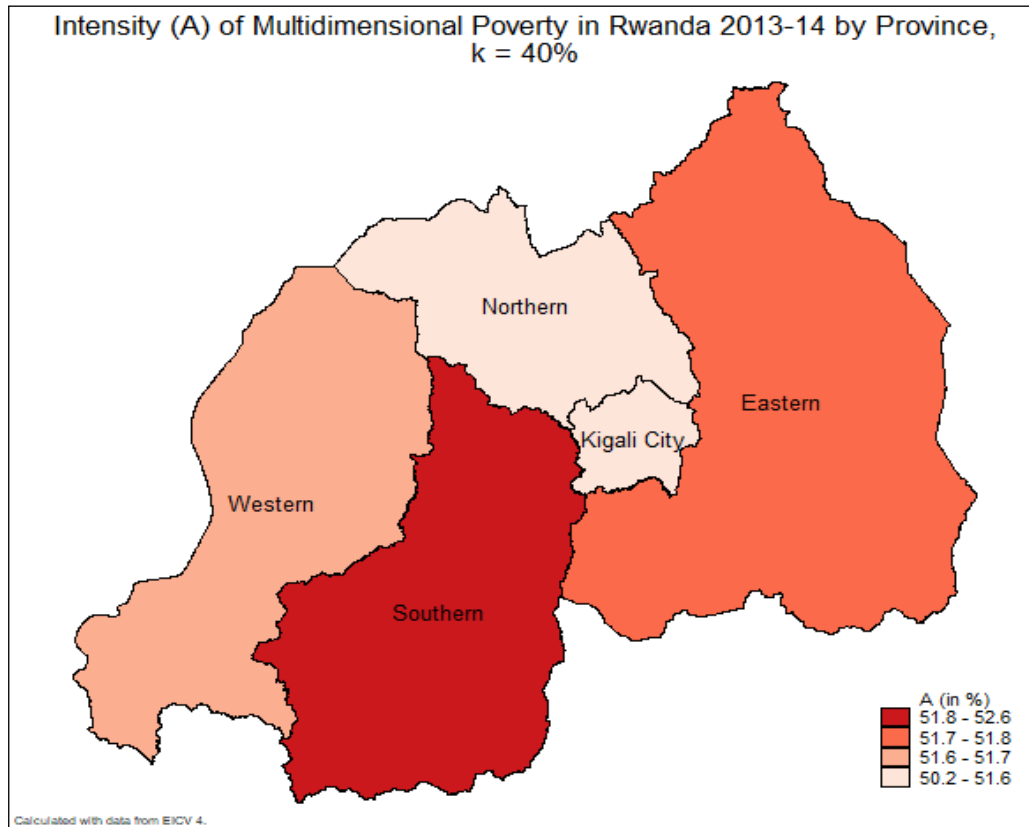 Intensity (A) of Multidimensional Poverty in Rwanda 2013-14 by Province,
k = 40%
Northern
Eastern
Kigali City
Western
Southern
A (in %)
51.8 - 52.6
51.7 - 51.8
51.6 - 51.7
50.2 - 51.6
Calculated with data from EICV 4.